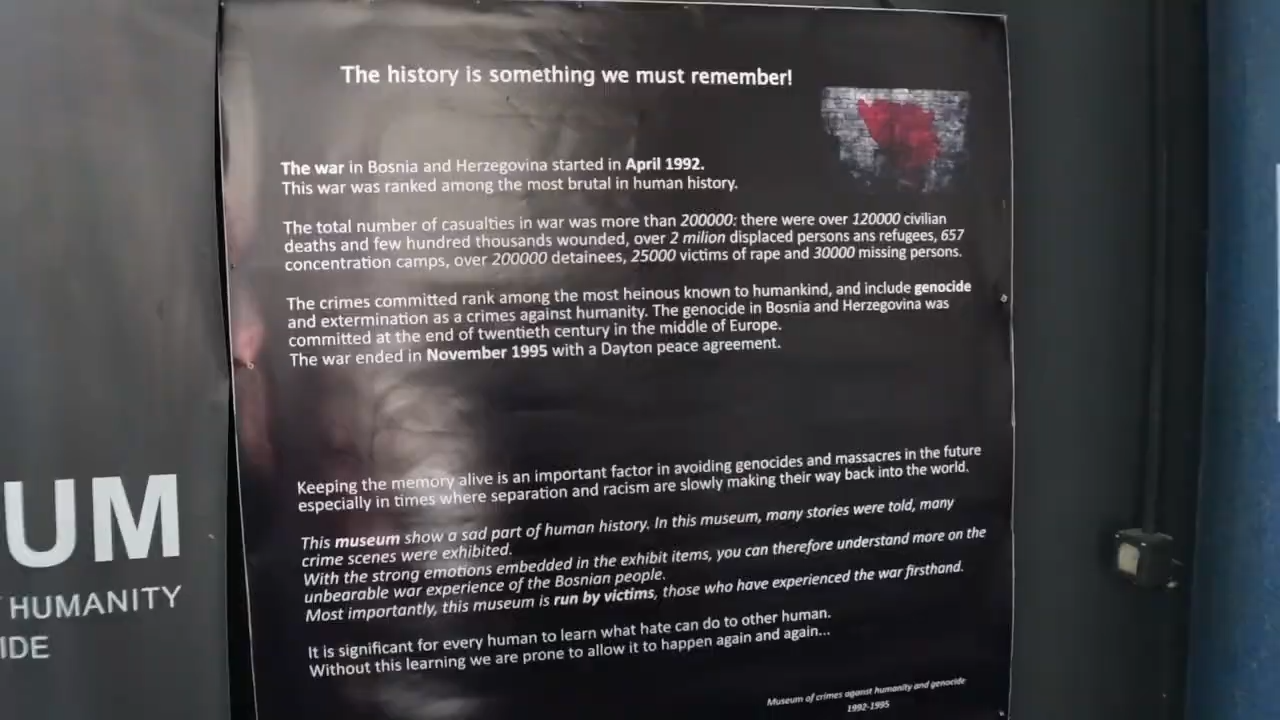 The history is something we must remember!
The war in Bosnia and Herzegovina started in April 1992.
This war was ranked among the most brutal in human history.
The total number of casualties in war was more than 200000; there were over 120000 civilian
deaths and few hundred thousands wounded, over 2 milion displaced persons ans refugees, 657
concentration camps, over 200000 detainees, 25000 victims of rape and 30000 missing persons.
The crimes committed rank among the most heinous known to humankind, and include genocide
and extermination as a crimes against humanity. The genocide in Bosnia and Herzegovina was
committed at the end of twentieth century in the middle of Europe.
The war ended in November 1995 with a Dayton peace agreement.
Keeping the memory alive is an important factor in avoiding genocides and massacres in the future
especially in times where separation and racism are slowly making their way back into the world.
This museum show a sad part of human history. In this museum, many stories were told, many
crime scenes were exhibited.
With the strong emotions embedded in the exhibit items, you can therefore understand more on the
unbearable war experience of the Bosnian people.
Most importantly, this museum is run by victims, those who have experienced the war firsthand.
It is significant for every human to learn what hate can do to other human.
Without this learning we are prone to allow it to happen again and again...
Museum of crimes against humanity and genocide
1992-1995
UM
HUMANITY
IDE